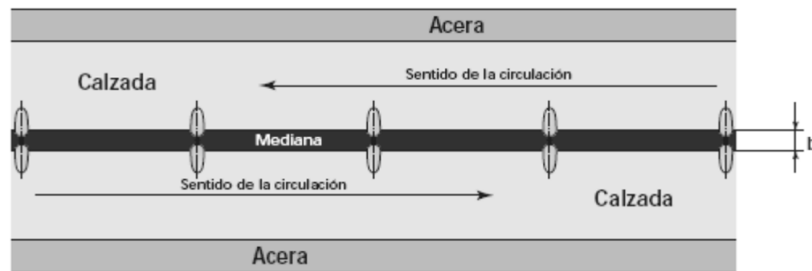 Acera
Calzada
Sentido de la circulación
Mediana
Sentido de la circulación
Calzada
Acera